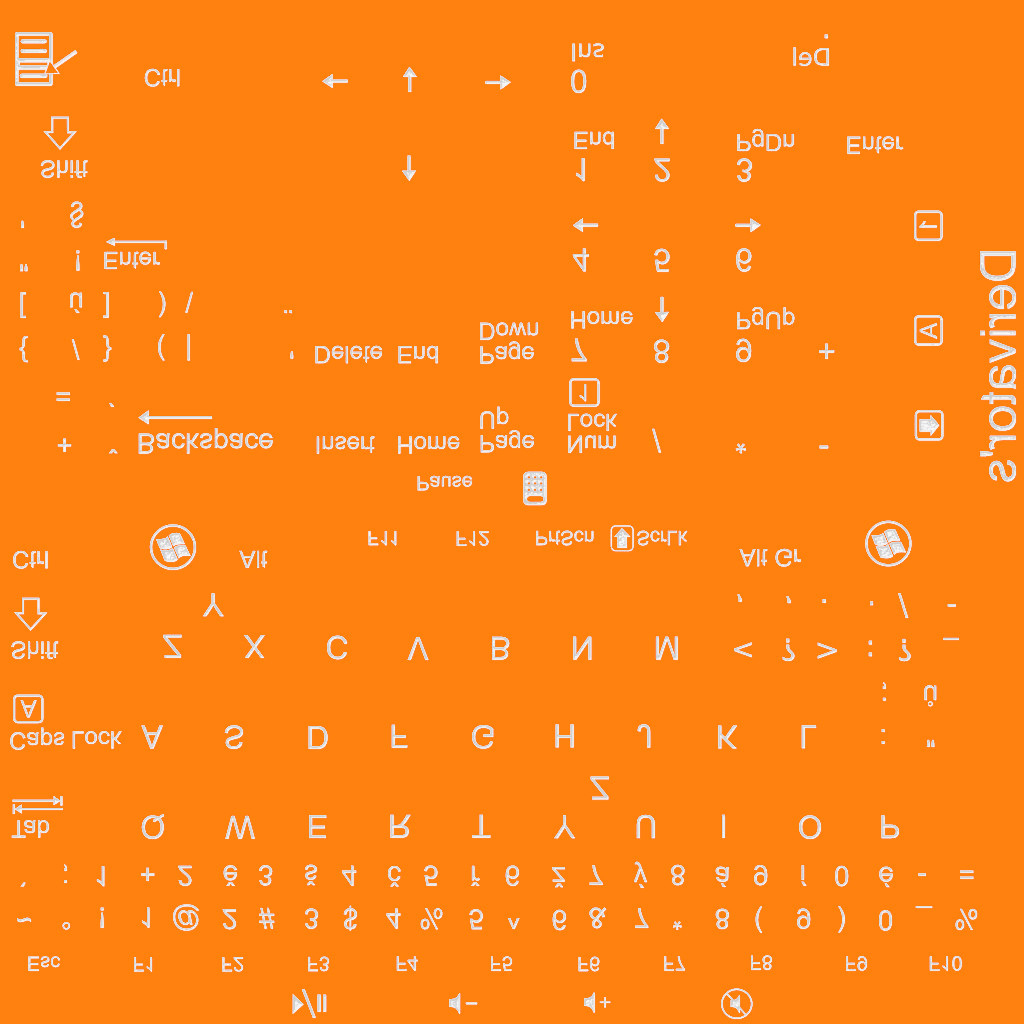 Esc F1 F2 F3 F4 F5 F6 F7 F8 F9 F10
~ ° ! 1 @ 2 # 3 $ 4 % 5 ^ 6 & 7 * 8 ( 9 ) 0 _ %
` ; 1 + 2 ě 3 š 4 č 5 ř 6 ž 7 ý 8 á 9 í 0 é - =
Tab Q W E R T Y U I O P
Z
Caps Lock A S D F G H J K L : "
A ; ů
Shift Z X C V B N M < ? > : ? _
Y , , . . / -
Ctrl Alt Alt Gr
F11 F12 PrtScn ScrLk
Pause
+ ˇ Backspace Insert Home Page Num / * -
= ´ Up Lock
1
{ / } ( | ' Delete End Page 7 8 9 +
Down
[ ú ] ) \ ¨ Home PgUp A
" ! Enter 4 5 6
' § 1
Shift 1 2 3
End PgDn Enter
Ctrl 0 Del
Ins .
Derivator's